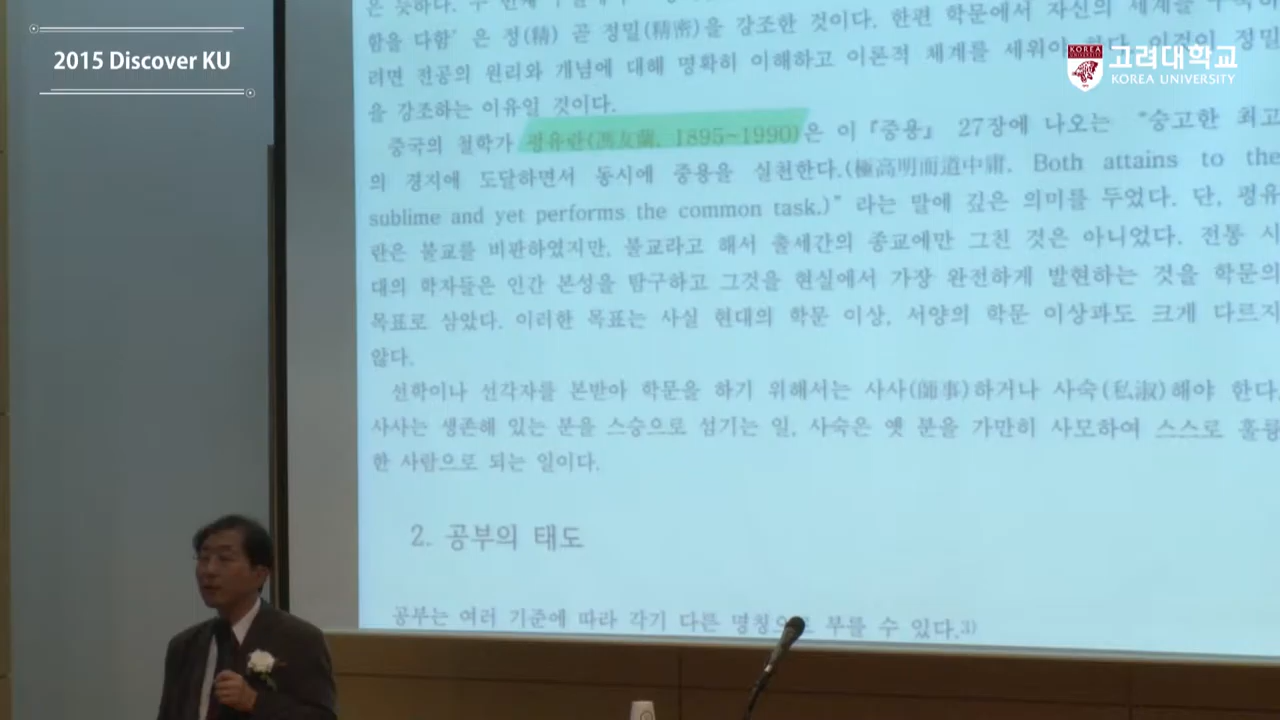 2015 Discover KU
KOREA
고려대학교
KOREA UNIVERSITY
함을 다함’은 정(精) 곧 정밀(精密)을 강조한 것이다. 한편 학문에서 자신의 세계를
려면 전공의 원리와 개념에 대해 명확히 이해하고 이론적 체계를 세워야 한다. 이것이 정밀
을 강조하는 이유일 것이다.
중국의 철학가 펑유란(馮友蘭, 1895~1990)은 이 『중용』 27장에 나오는 “숭고한 최고
의 경지에 도달하면서 동시에 중용을 실천한다.(極高明而道中庸. Both attains to the
sublime and yet performs the common task.)” 라는 말에 깊은 의미를 두었다. 단, 펑유
란은 불교를 비판하였지만, 불교라고 해서 출세간의 종교에만 그친 것은 아니었다. 전통 시
대의 학자들은 인간 본성을 탐구하고 그것을 현실에서 가장 완전하게 발현하는 것을 학문의
목표로 삼았다. 이러한 목표는 사실 현대의 학문 이상, 서양의 학문 이상과도 크게 다르지
않다.
선학이나 선각자를 본받아 학문을 하기 위해서는 사사(師事)하거나 사숙(私淑)해야 한다.
사사는 생존해 있는 분을 스승으로 섬기는 일, 사숙은 옛 분을 가만히 사모하여 스스로 훌륭
한 사람으로 되는 일이다.
2. 공부의 태도
공부는 여러 기준에 따라 각기 다른 명칭으로 부를 수 있다.3)